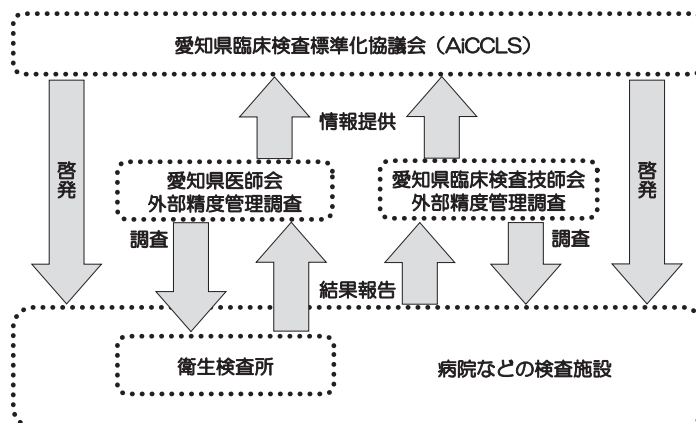 愛知県臨床検査標準化協議会（AiCCLS）
情報提供
啓発
愛知県医師会
外部精度管理調査
愛知県臨床検査技師会
外部精度管理調査
啓発
調査
調査
結果報告
衛生検査所
病院などの検査施設